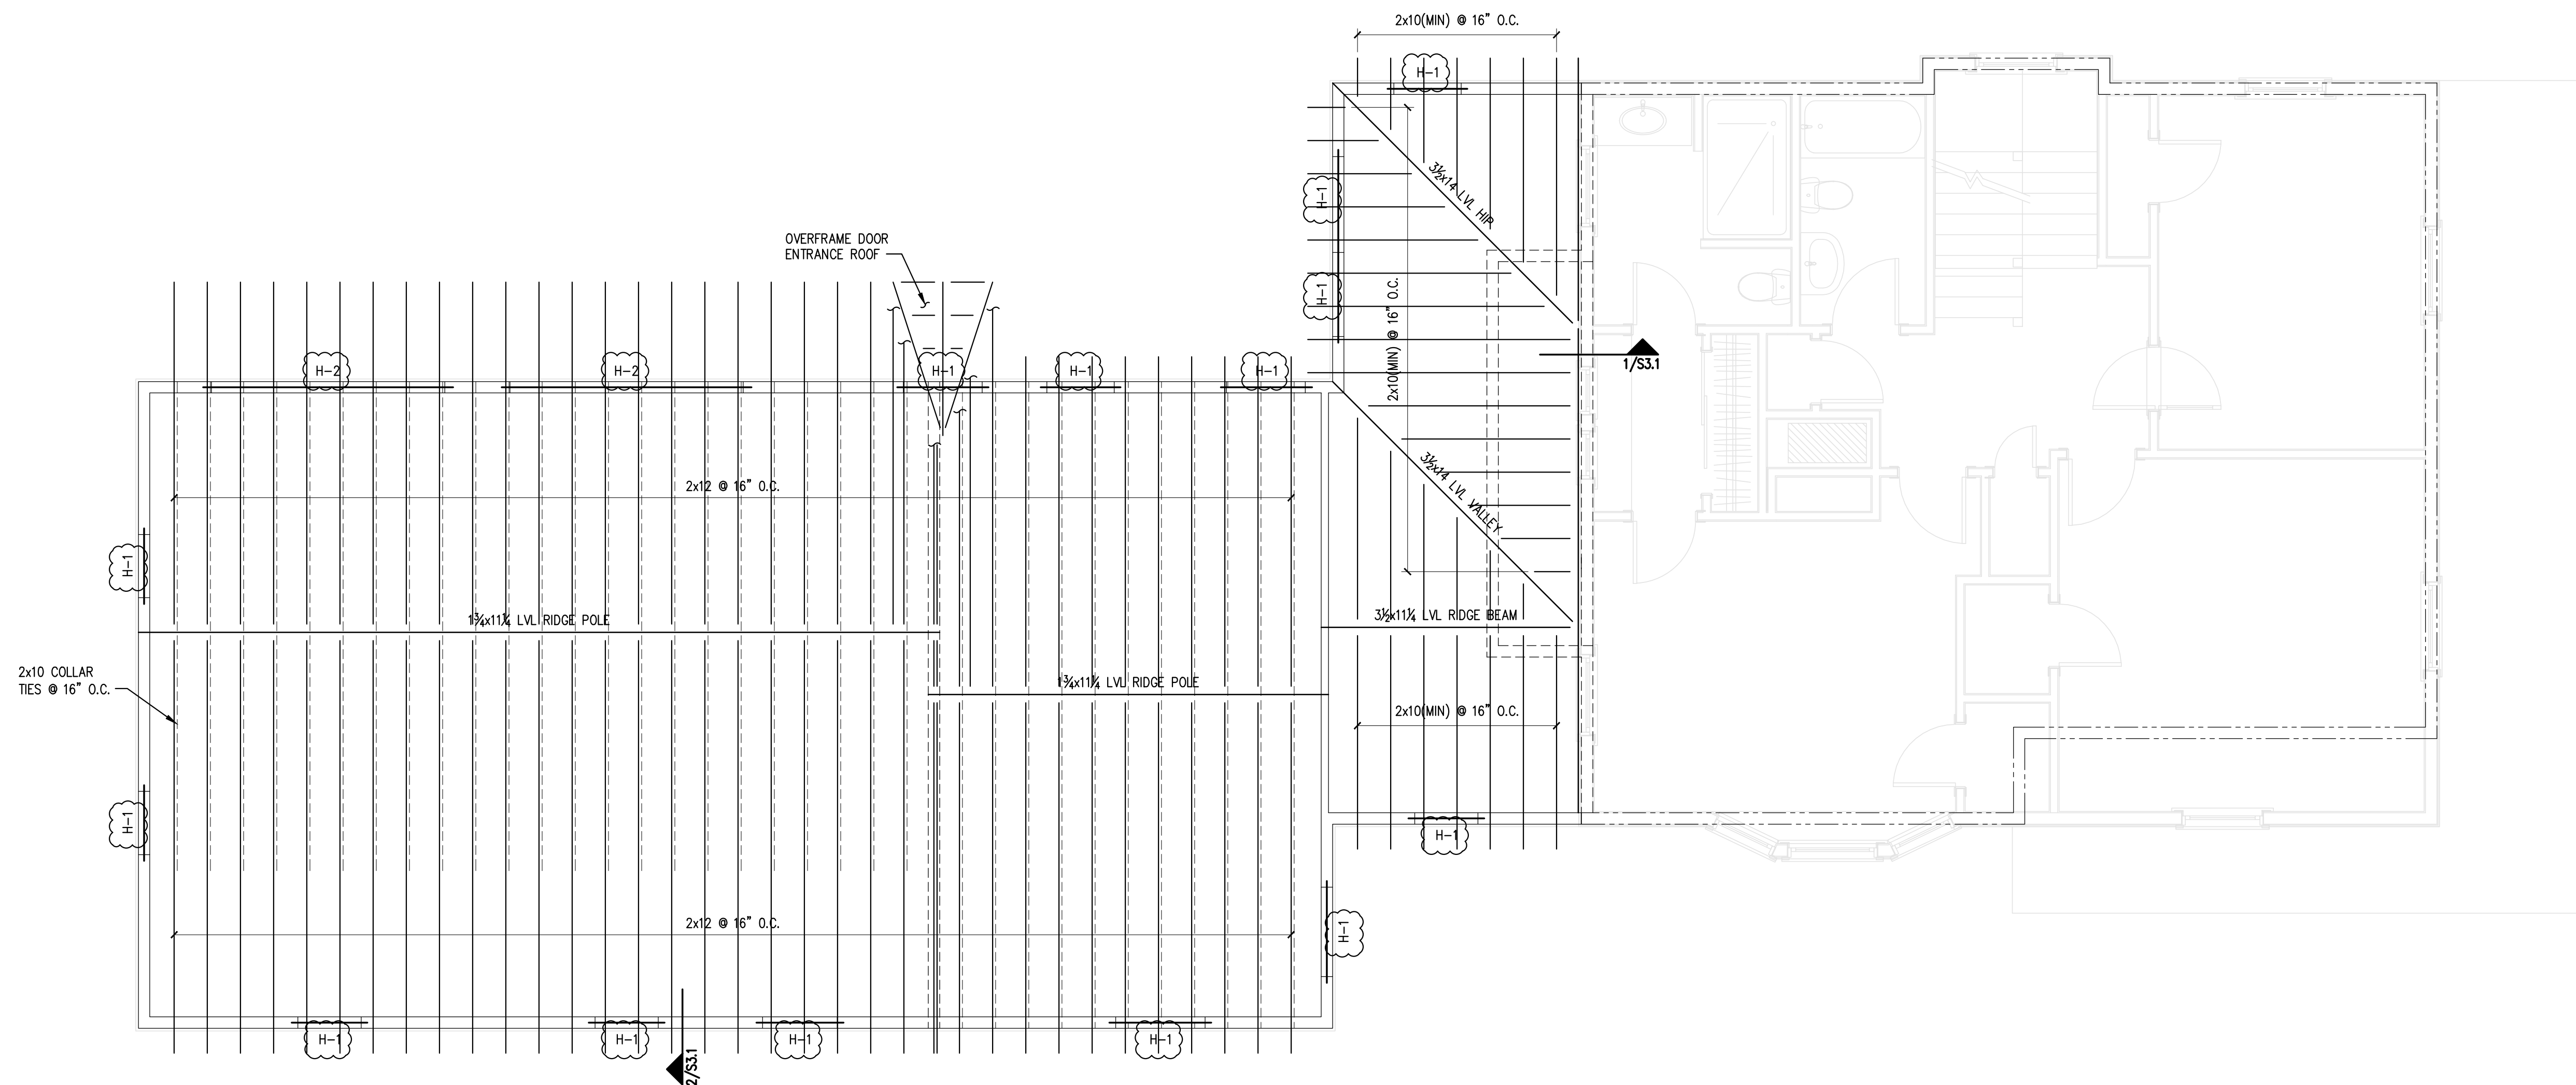 2x10(MIN) @ 16" O.C.
H-1
H-1
3½x14 LVL HIP
OVERFRAME DOOR
ENTRANCE ROOF
H-1
2x10(MIN) @ 16" O.C.
1/S3.1
H-2
H-2
H-1
H-1
H-1
2x12 @ 16" O.C.
3½x14 LVL VALLEY
H-1
1¾x11¼ LVL RIDGE POLE
3½x11¼ LVL RIDGE BEAM
2x10 COLLAR
TIES @ 16" O.C.
1¾x11¼ LVL RIDGE POLE
2x10(MIN) @ 16" O.C.
H-1
H-1
2x12 @ 16" O.C.
H-1
H-1
H-1
H-1
H-1
2/S3.1